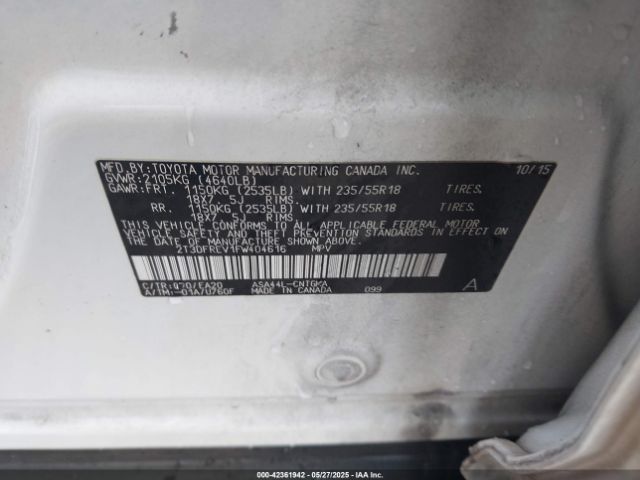 MFD.BY:TOYOTA MOTOR MANUFACTURING CANADA INC. 10/15
GVWR:2105KG (4640LB)
GAWR:FRT. 1150KG (2535LB) WITH 235/55R18
18X7. 5J RIMS.
RR. 1150KG (2535LB) WITH 235/55R18
18X7. 5J RIMS.
THIS VEHICLE CONFORMS TO ALL APPLICABLE FEDERAL MOTOR
VEHICLE SAFETY AND THEFT PREVENTION STANDARDS IN
EFFECT ON THE DATE OF MANUFACTURE SHOWN ABOVE.
2T3DFREV1FW404616 MPV
C/TR:070/EA20 ASA44L-CNTGKA
A/TM:-01A/U760F MADE IN CANADA 099
A
000-42361942 - 05/27/2025 - IAA Inc.